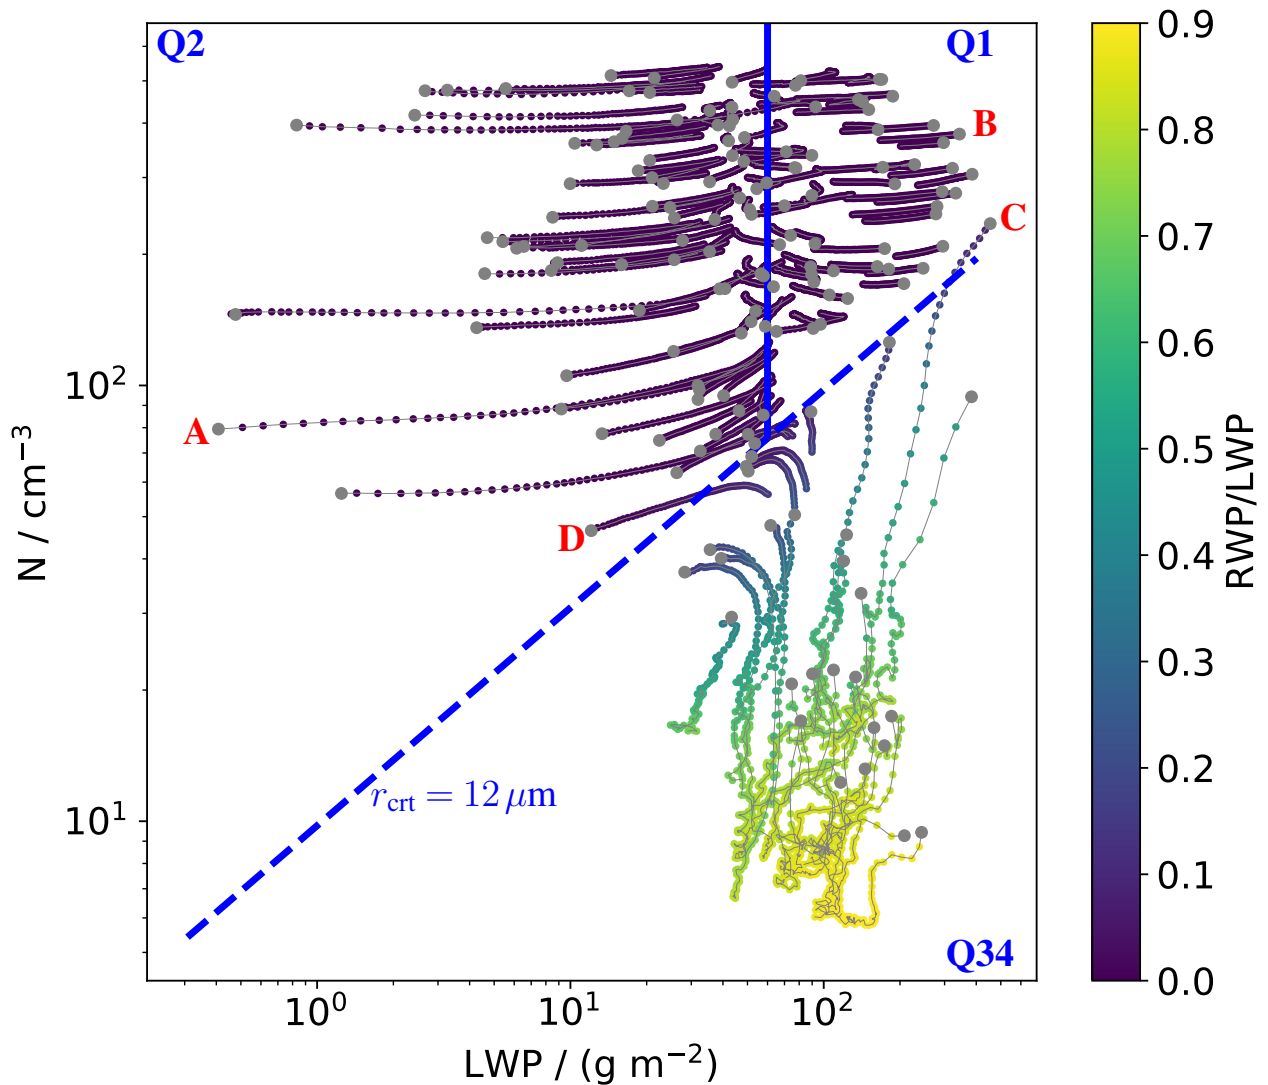 Q2
Q1
B
C
A
D
r_crt = 12 μm
Q34
10²
10¹
N / cm⁻³
10⁰
10¹
10²
LWP / (g m⁻²)
0.9
0.8
0.7
0.6
0.5
0.4
0.3
0.2
0.1
0.0
RWP/LWP